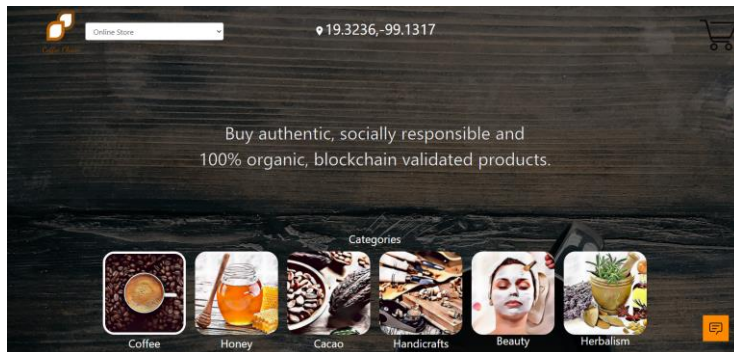 Online Store
19.3236,-99.1317
Buy authentic, socially responsible and
100% organic, blockchain validated products.
Categories
Coffee
Honey
Cacao
Handicrafts
Beauty
Herbalism